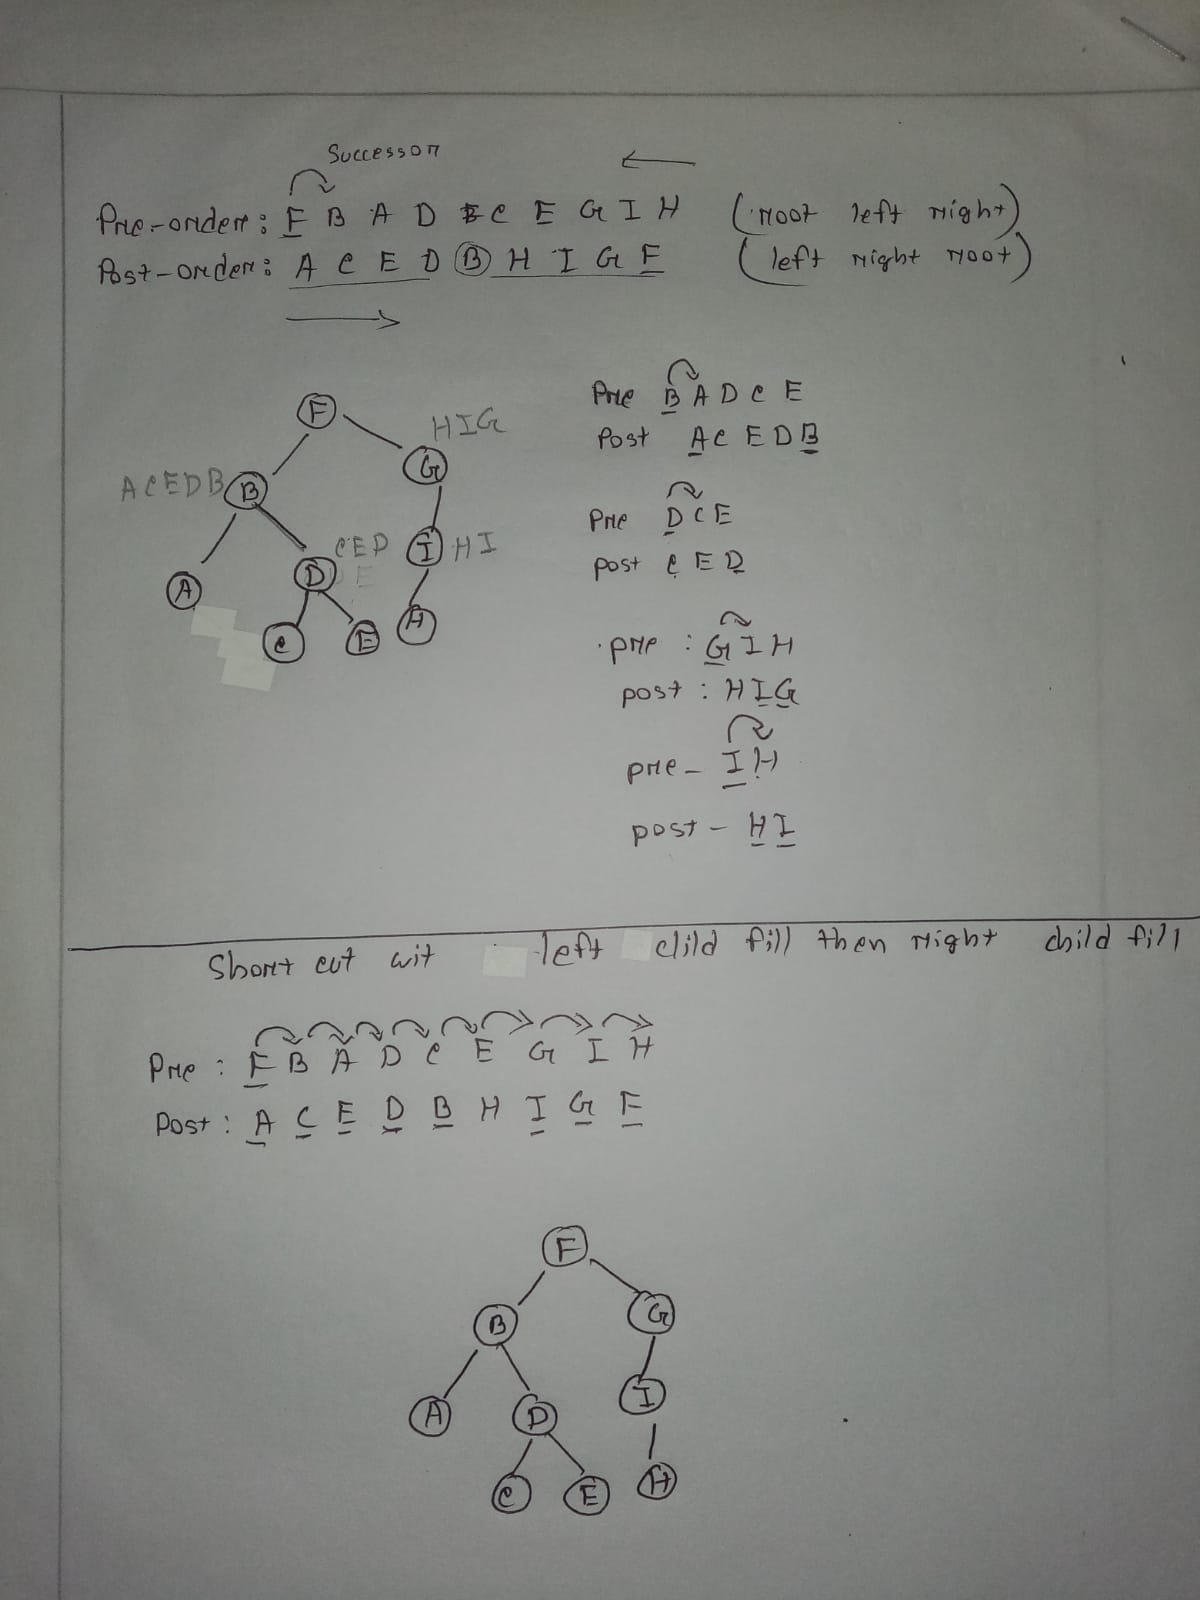 Successor
Pre-order: F B A D C E G I H (root left right)
Post-order: A C E D B H I G F (left right root)
F
HIG
G
ACEDB
B
CED
D
E
I
HI
A
C
E
H
Pre B A D C E
Post A C E D B
Pre D C E
post C E D
pre : G I H
post : H I G
pre - I H
post - H I
Short cut wit left clild fill then right child fill
Pre : F B A D C E G I H
Post : A C E D B H I G F
F
B
G
A
D
I
C
E
H